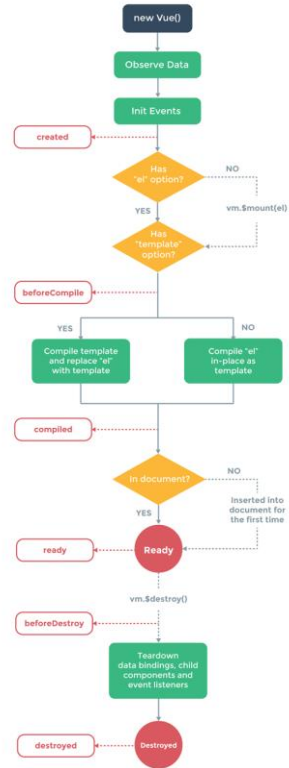 new Vue()
Observe Data
Init Events
created
Has
"el" option?
NO
YES
vm.$mount(el)
Has
"template"
option?
beforeCompile
YES
NO
Compile template
and replace "el"
with template
Compile "el"
in-place as
template
compiled
in document?
NO
YES
Inserted into
document for
the first time
ready
Ready
vm.$destroy()
beforeDestroy
Teardown
data bindings, child
components and
event listeners
destroyed
Destroyed